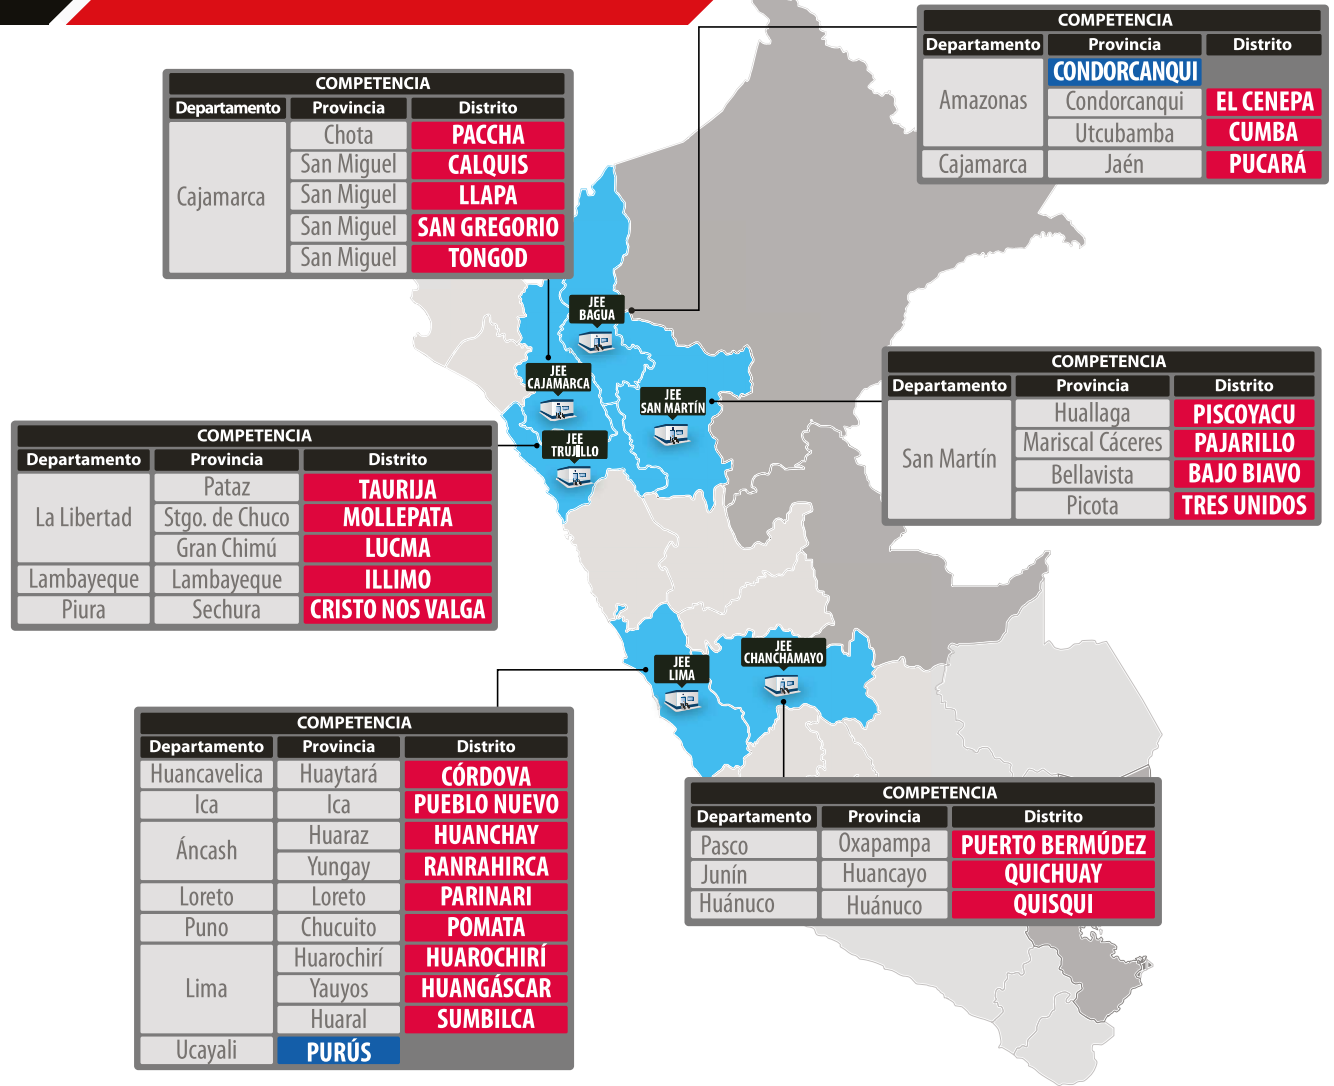 COMPETENCIA
Departamento Provincia Distrito
Amazonas CONDORCANQUI
Condorcanqui EL CENEPA
Utcubamba CUMBA
Cajamarca Jaén PUCARÁ
COMPETENCIA
Departamento Provincia Distrito
Cajamarca Chota PACCHA
San Miguel CALQUIS
San Miguel LLAPA
San Miguel SAN GREGORIO
San Miguel TONGOD
JEE
BAGUA
JEE
CAJAMARCA
JEE
SAN MARTÍN
JEE
TRUJILLO
COMPETENCIA
Departamento Provincia Distrito
San Martín Huallaga PISCOYACU
Mariscal Cáceres PAJARILLO
Bellavista BAJO BIAVO
Picota TRES UNIDOS
COMPETENCIA
Departamento Provincia Distrito
La Libertad Pataz TAURIJA
Stgo. de Chuco MOLLEPATA
Gran Chimú LUCMA
Lambayeque Lambayeque ILLIMO
Piura Sechura CRISTO NOS VALGA
JEE
LIMA
JEE
CHANCHAMAYO
COMPETENCIA
Departamento Provincia Distrito
Huancavelica Huaytará CÓRDOVA
Ica Ica PUEBLO NUEVO
Áncash Huaraz HUANCHAY
Yungay RANRAHIRCA
Loreto Loreto PARINARI
Puno Chucuito POMATA
Lima Huarochirí HUAROCHIRÍ
Yauyos HUANGÁSCAR
Huaral SUMBILCA
Ucayali PURÚS
COMPETENCIA
Departamento Provincia Distrito
Pasco Oxapampa PUERTO BERMÚDEZ
Junín Huancayo QUICHUAY
Huánuco Huánuco QUISQUI